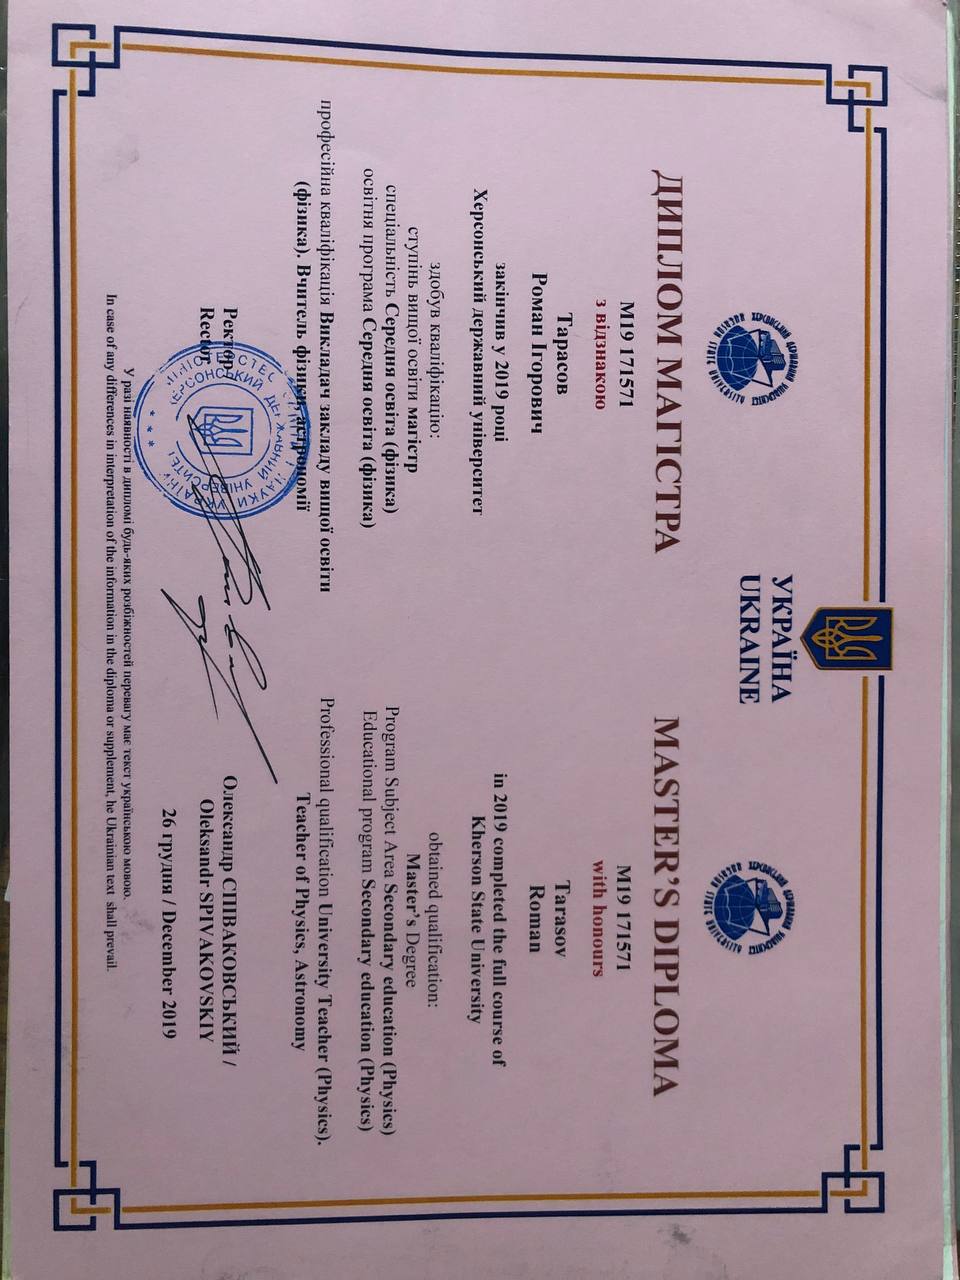 УКРАЇНА
UKRAINE
ДИПЛОМ МАГІСТРА
М19 171571
з відзнакою
Тарасов
Роман Ігорович
закінчив у 2019 році
Херсонський державний університет
здобув кваліфікацію:
ступінь вищої освіти магістр
спеціальність Середня освіта (фізика)
освітня програма Середня освіта (фізика)
професійна кваліфікація Викладач закладу вищої освіти
(фізика). Вчитель фізики, астрономії
MASTER'S DIPLOMA
M19 171571
with honours
Tarasov
Roman
in 2019 completed the full course of
Kherson State University
obtained qualification:
Master's Degree
Program Subject Area Secondary education (Physics)
Educational program Secondary education (Physics)
Professional qualification University Teacher (Physics).
Teacher of Physics, Astronomy
Ректор
Rector
Олександр СПІВАКОВСЬКИЙ /
Oleksandr SPIVAKOVSKIY
26 грудня / December 2019
У разі наявності в дипломі будь-яких розбіжностей перевагу має текст українською мовою.
In case of any differences in interpretation of the information in the diploma or supplement, he Ukrainian text shall prevail.